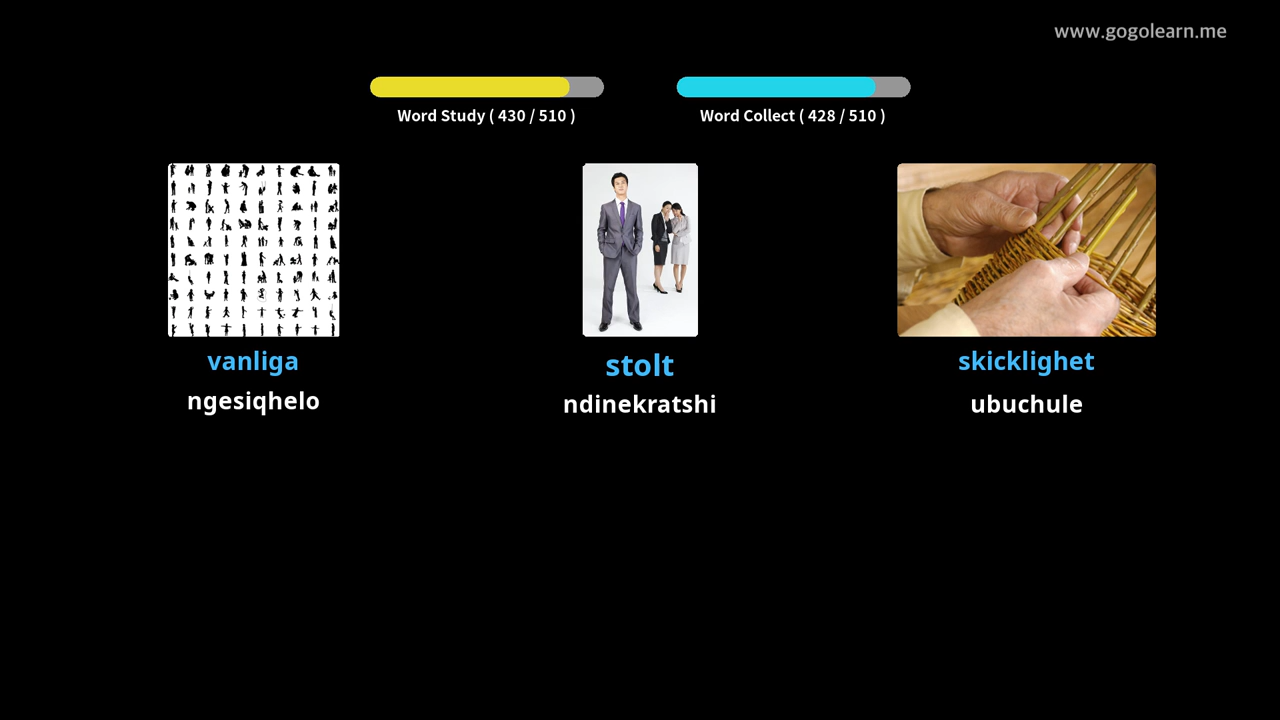 www.gogolearn.me
Word Study ( 430 / 510 )
Word Collect ( 428 / 510 )
vanliga
ngesiqhelo
stolt
ndinekratshi
skicklighet
ubuchule